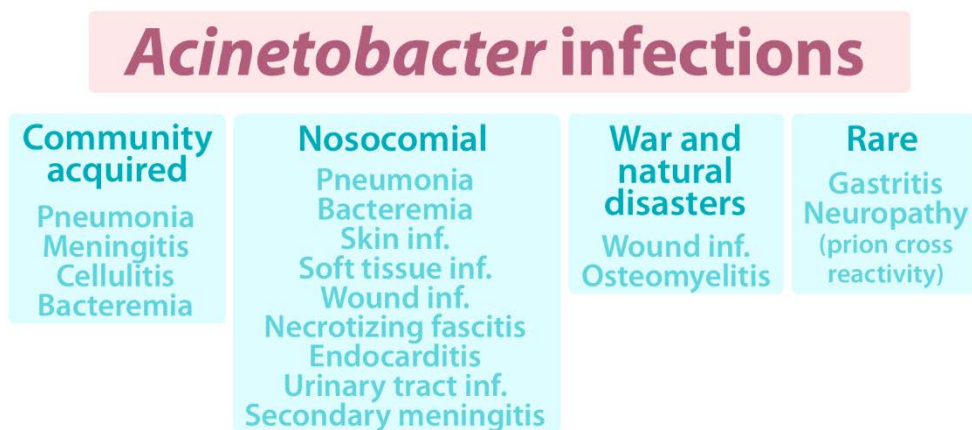 Acinetobacter infections
Community
acquired
Pneumonia
Meningitis
Cellulitis
Bacteremia
Nosocomial
Pneumonia
Bacteremia
Skin inf.
Soft tissue inf.
Wound inf.
Necrotizing fascitis
Endocarditis
Urinary tract inf.
Secondary meningitis
War and
natural
disasters
Wound inf.
Osteomyelitis
Rare
Gastritis
Neuropathy
(prion cross
reactivity)